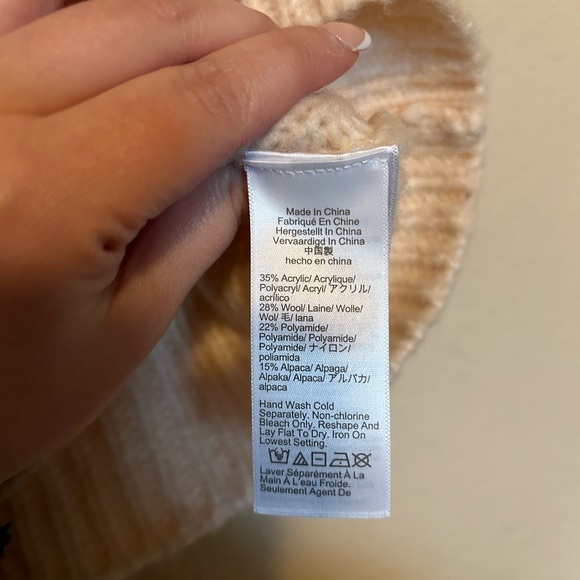 Made In China
Fabriqué En Chine
Hergestellt In China
Vervaardigd In China
中国製
hecho en china
35% Acrylic/ Acrylique/
Polyacryl/ Acryl/ アクリル/
acrílico
28% Wool/ Laine/ Wolle/
Wol/ 毛/ lana
22% Polyamide/
Polyamide/ Polyamide/
Polyamide/ ナイロン/
poliamida
15% Alpaca/ Alpaga/
Alpaka/ Alpaca/ アルパカ/
alpaca
Hand Wash Cold
Separately, Non-chlorine
Bleach Only, Reshape And
Lay Flat To Dry. Iron On
Lowest Setting.
Laver Séparément À La
Main À L'eau Froide,
Seulement Agent De